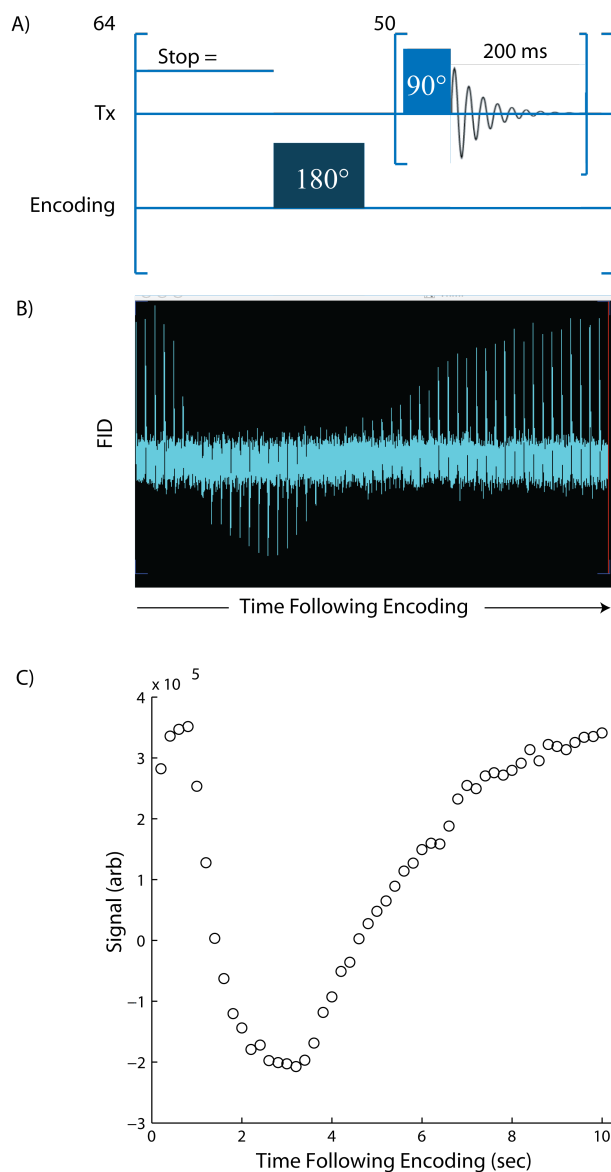 A)
64
50
Stop =
200 ms
90°
Tx
180°
Encoding
B)
FID
Time Following Encoding
C)
x 10 5
4
3
2
1
0
−1
−2
−3
Signal (arb)
0 2 4 6 8 10
Time Following Encoding (sec)